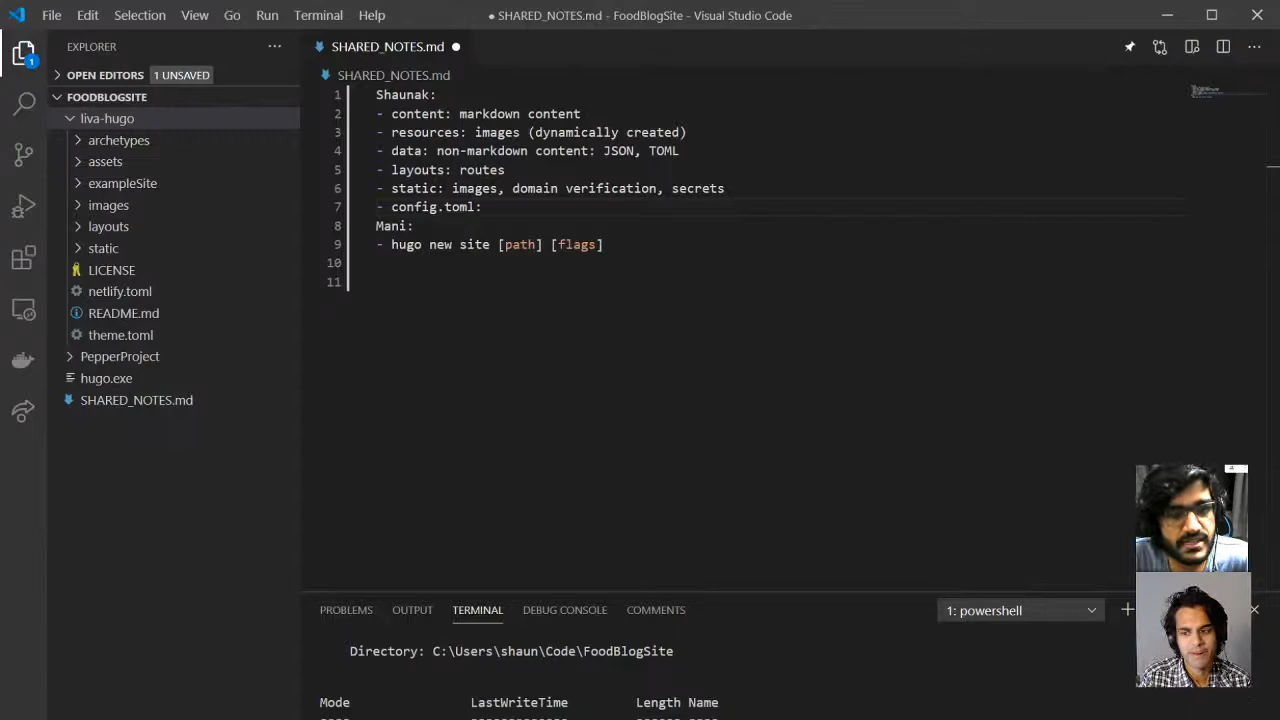 File Edit Selection View Go Run Terminal Help
● SHARED_NOTES.md - FoodBlogSite - Visual Studio Code
EXPLORER
SHARED_NOTES.md
1
OPEN EDITORS 1 UNSAVED
SHARED_NOTES.md
FOODBLOGSITE
liva-hugo
archetypes
assets
exampleSite
images
layouts
static
LICENSE
netlify.toml
README.md
theme.toml
PepperProject
hugo.exe
SHARED_NOTES.md
1 Shaunak:
2 - content: markdown content
3 - resources: images (dynamically created)
4 - data: non-markdown content: JSON, TOML
5 - layouts: routes
6 - static: images, domain verification, secrets
7 - config.toml:
8 Mani:
9 - hugo new site [path] [flags]
10
11
PROBLEMS OUTPUT TERMINAL DEBUG CONSOLE COMMENTS
1: powershell
Directory: C:\Users\shaun\Code\FoodBlogSite
Mode LastWriteTime Length Name